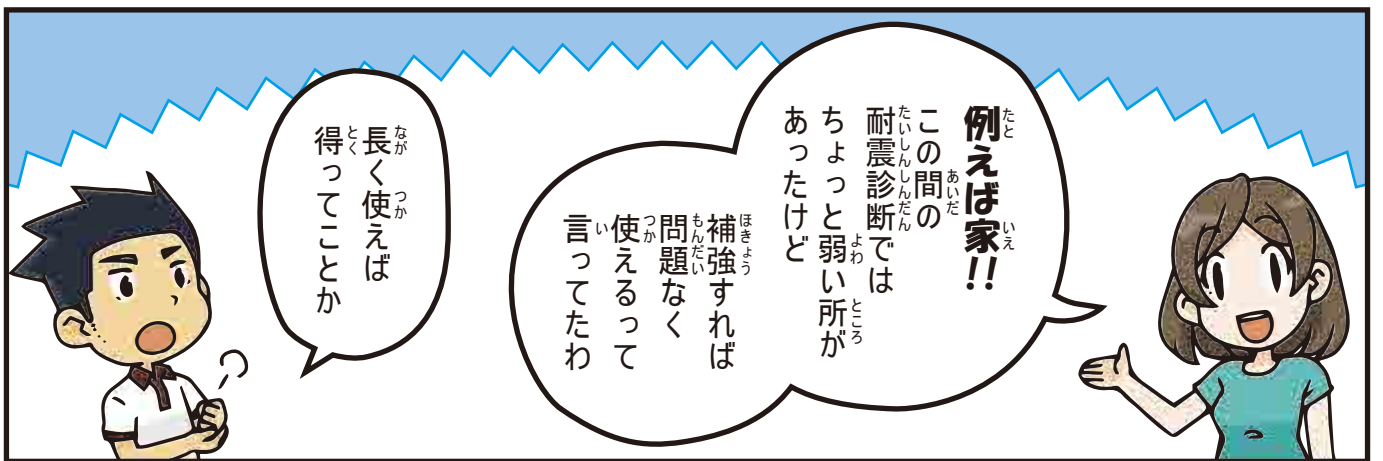 例えば家!!
この間の
耐震診断では
ちょっと弱い所が
あったけど
補強すれば
問題なく
使えるって
言ってたわ
長く使えば
得ってことか